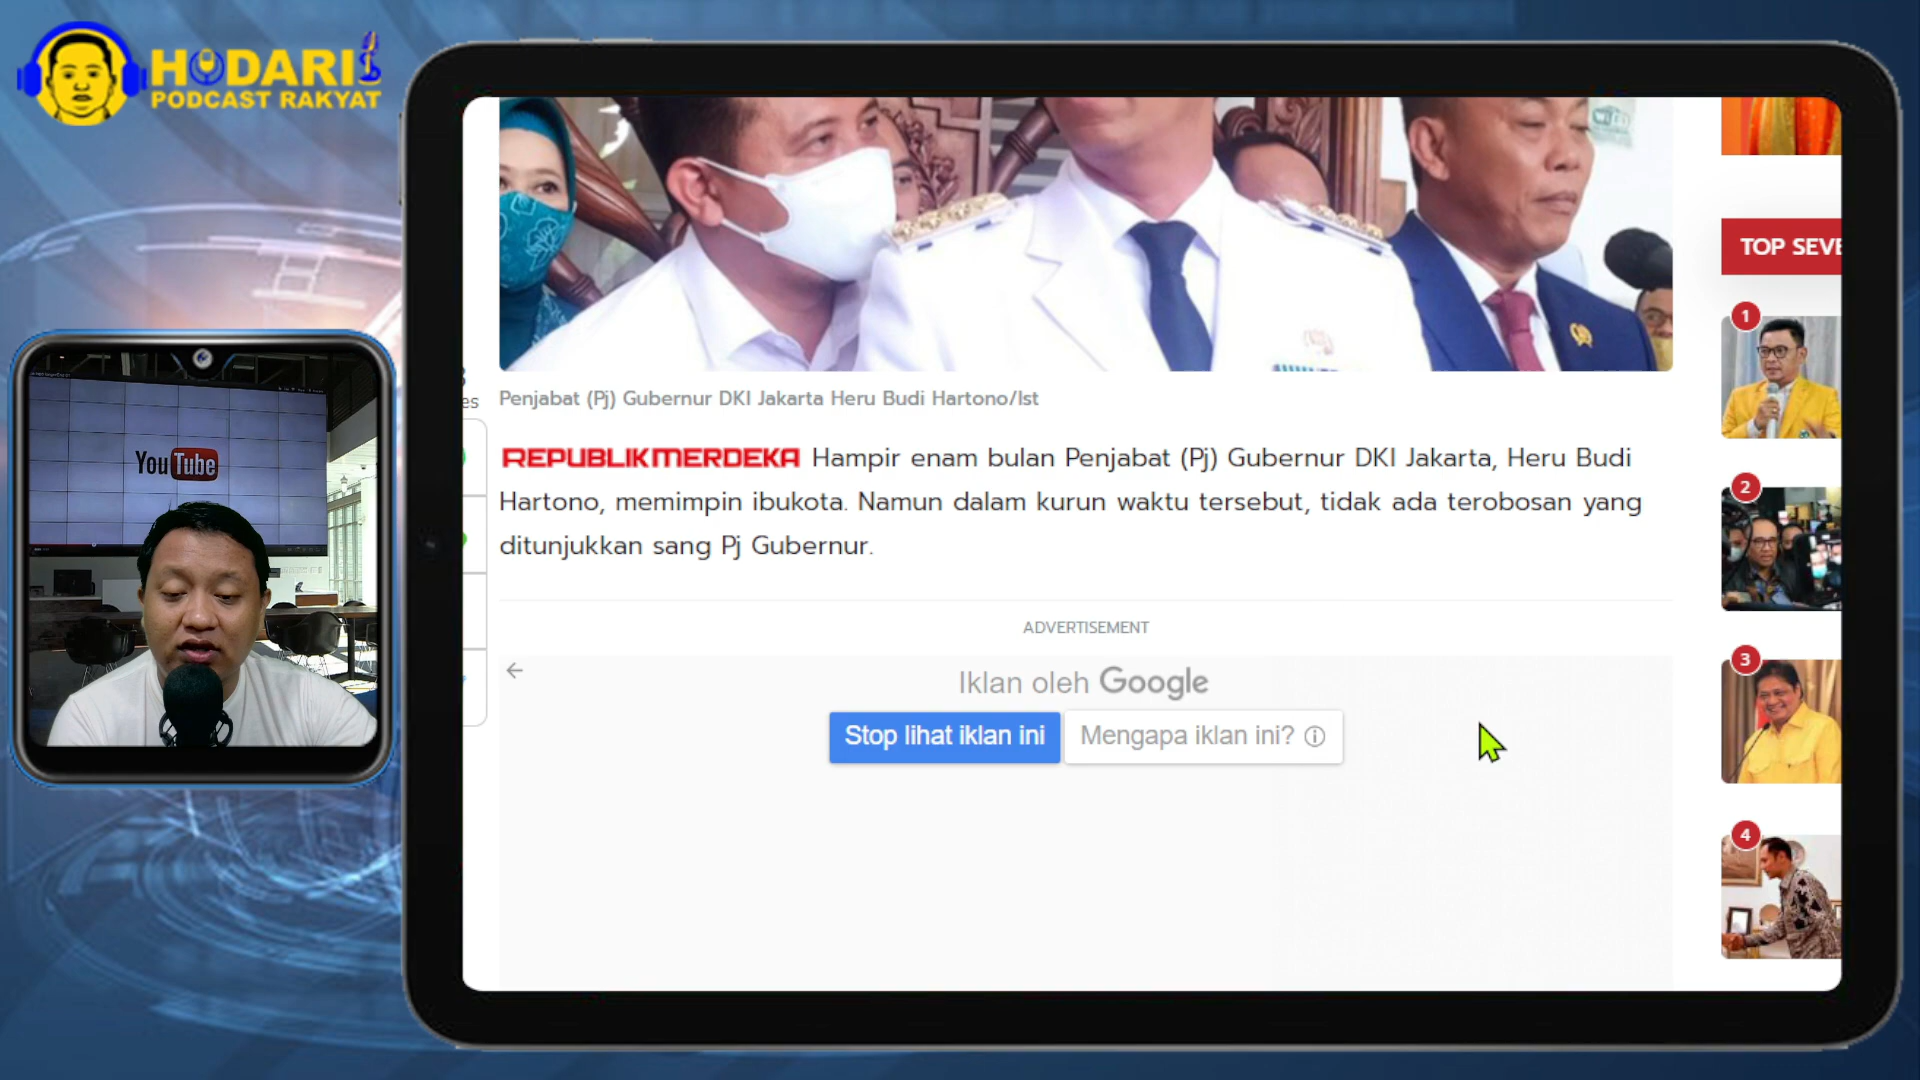 HODARI
PODCAST RAKYAT
YouTube
TOP SEVE
1
2
3
4
es
Penjabat (Pj) Gubernur DKI Jakarta Heru Budi Hartono/Ist
REPUBLIKMERDEKA Hampir enam bulan Penjabat (Pj) Gubernur DKI Jakarta, Heru Budi
Hartono, memimpin ibukota. Namun dalam kurun waktu tersebut, tidak ada terobosan yang
ditunjukkan sang Pj Gubernur.
ADVERTISEMENT
Iklan oleh Google
Stop lihat iklan ini
Mengapa iklan ini?